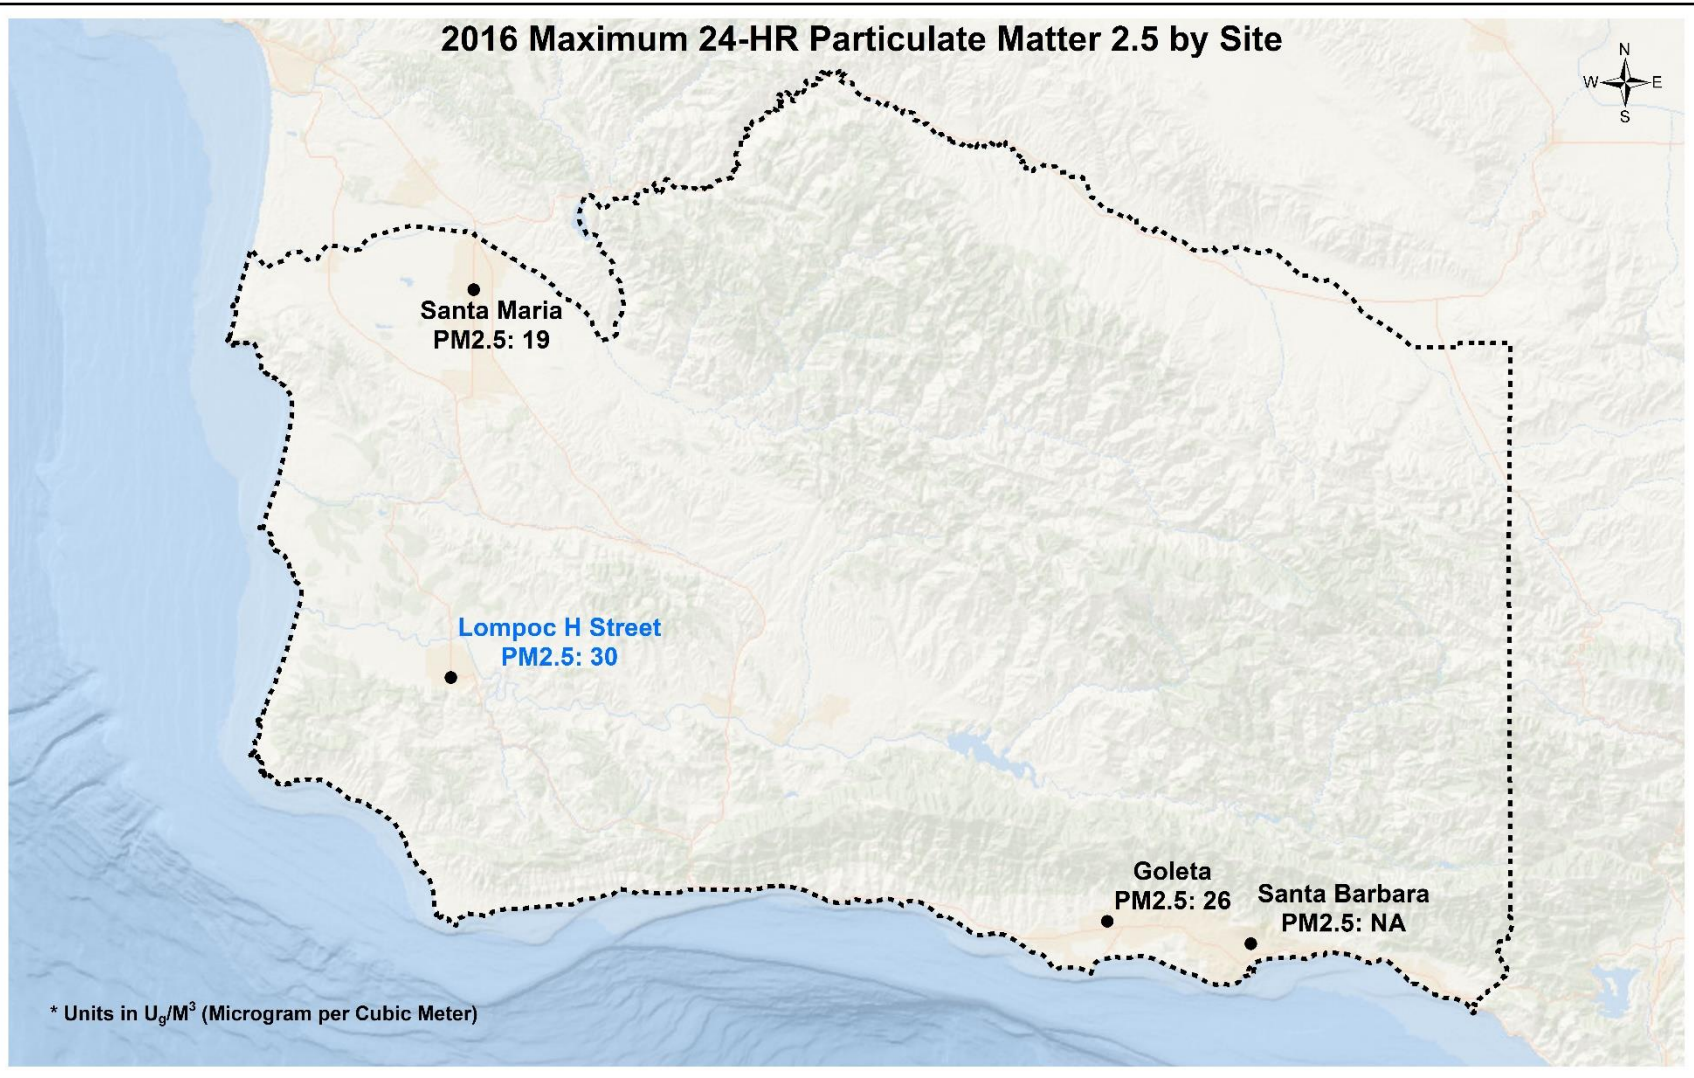 2016 Maximum 24-HR Particulate Matter 2.5 by Site
N
W E
S
Santa Maria
PM2.5: 19
Lompoc H Street
PM2.5: 30
Goleta
PM2.5: 26
Santa Barbara
PM2.5: NA
* Units in Ug/M³ (Microgram per Cubic Meter)